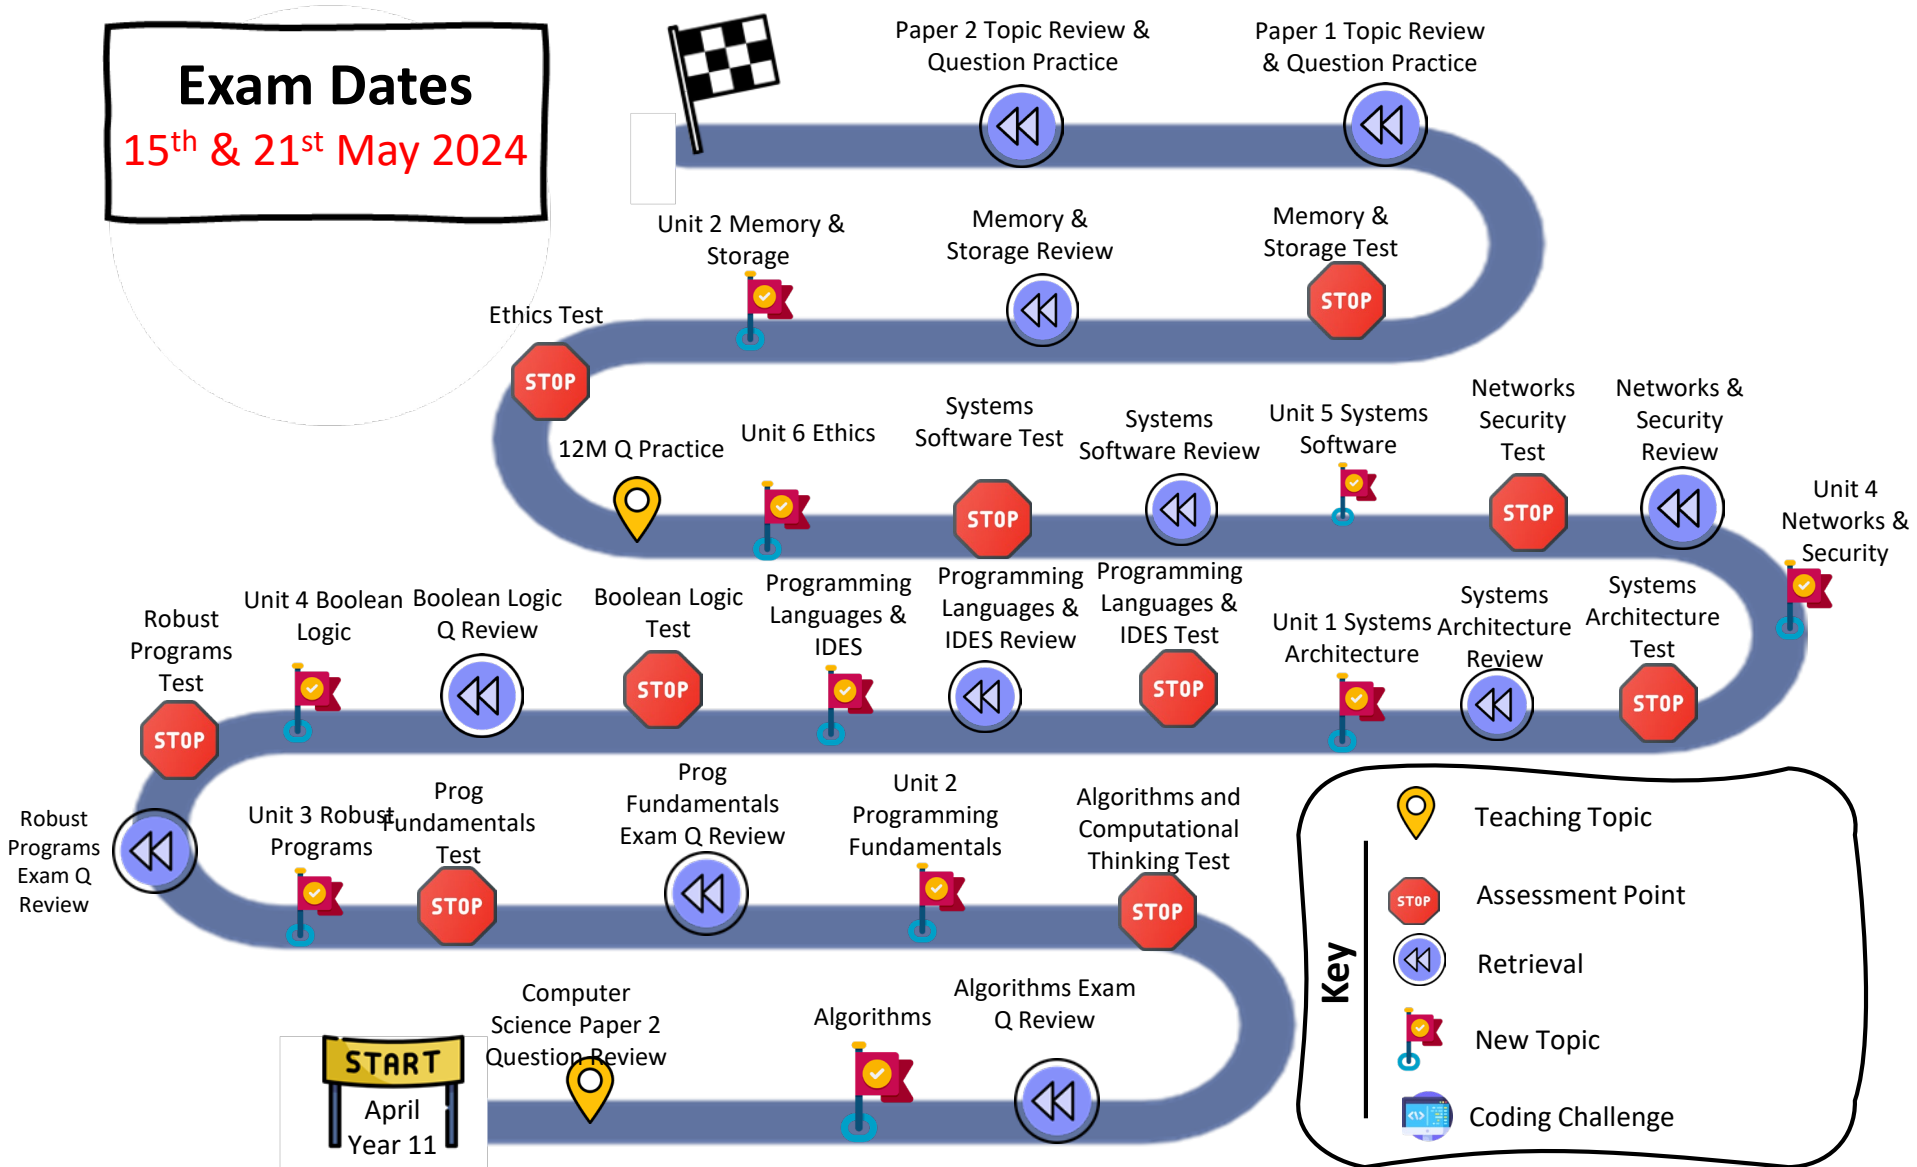 Exam Dates
15th & 21st May 2024
Paper 2 Topic Review &
Question Practice
Paper 1 Topic Review
& Question Practice
Unit 2 Memory &
Storage
Memory &
Storage Review
Memory &
Storage Test
Ethics Test
STOP
STOP
12M Q Practice
Unit 6 Ethics
Systems
Software Test
STOP
Systems
Software Review
Unit 5 Systems
Software
Networks
Security
Test
STOP
Networks &
Security
Review
Unit 4
Networks &
Security
Robust
Programs
Test
STOP
Unit 4 Boolean
Logic
Boolean Logic
Q Review
Boolean Logic
Test
STOP
Programming
Languages &
IDES
Programming
Languages &
IDES Review
Programming
Languages &
IDES Test
STOP
Unit 1 Systems
Architecture
Systems
Architecture
Review
Systems
Architecture
Test
STOP
Robust
Programs
Exam Q
Review
Unit 3 Robust
Programs
Prog
Fundamentals
Test
STOP
Prog
Fundamentals
Exam Q Review
Unit 2
Programming
Fundamentals
Algorithms and
Computational
Thinking Test
STOP
START
April
Year 11
Computer
Science Paper 2
Question Review
Algorithms
Algorithms Exam
Q Review
Key
Teaching Topic
STOP
Assessment Point
Retrieval
New Topic
Coding Challenge